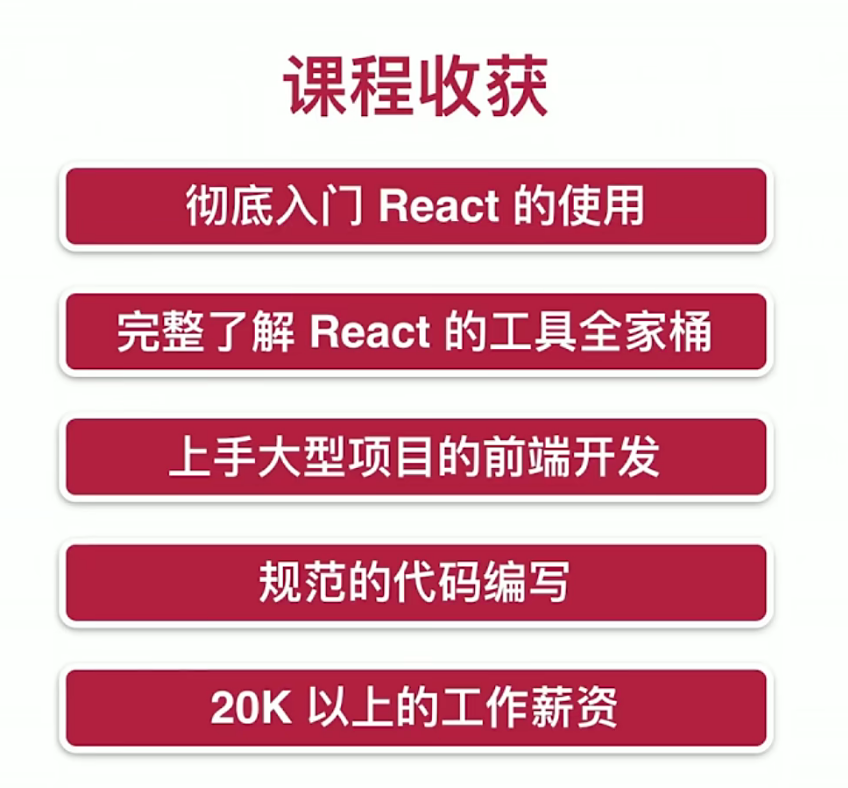 课程收获
彻底入门 React 的使用
完整了解 React 的工具全家桶
上手大型项目的前端开发
规范的代码编写
20K 以上的工作薪资